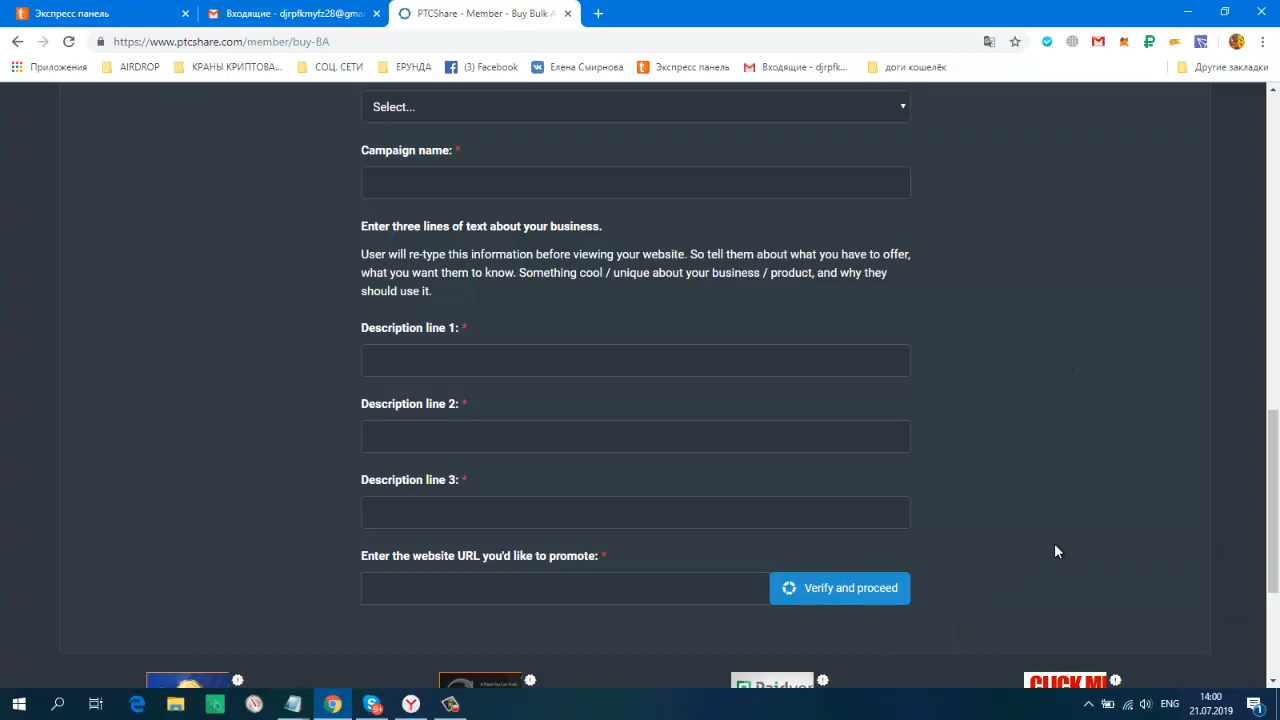 Экспресс панель
Входящие - djrpfkmyfz28@gma
PTCShare - Member - Buy Bulk A
https://www.ptcshare.com/member/buy-BA
Приложения
AIRDROP
КРАНЫ КРИПТОВА...
СОЦ. СЕТИ
ЕРУНДА
(3) Facebook
Елена Смирнова
Экспресс панель
Входящие - djrpfk...
доги кошелёк
Другие закладки
Select...
Campaign name: *
Enter three lines of text about your business.
User will re-type this information before viewing your website. So tell them about what you have to offer,
what you want them to know. Something cool / unique about your business / product, and why they
should use it.
Description line 1: *
Description line 2: *
Description line 3: *
Enter the website URL you'd like to promote: *
Verify and proceed
Paidver
CLICK ME
14:00
ENG
21.07.2019